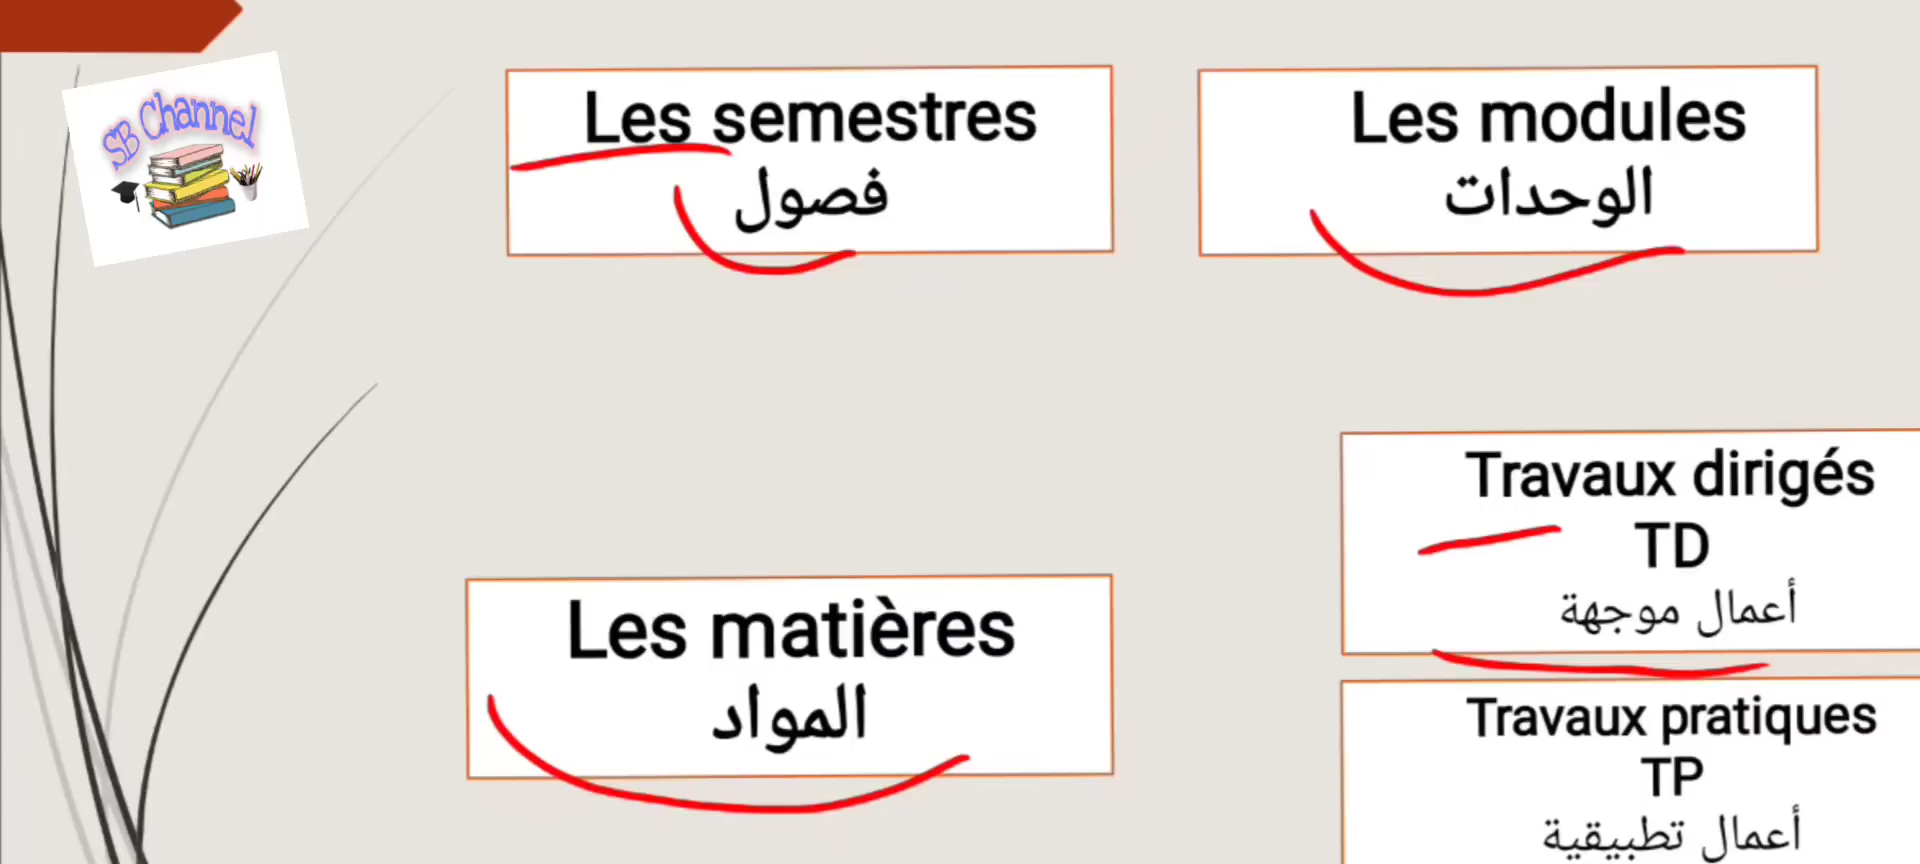 SB Channel
Les semestres
فصول
Les modules
الوحدات
Les matières
المواد
Travaux dirigés
TD
أعمال موجهة
Travaux pratiques
TP
أعمال تطبيقية